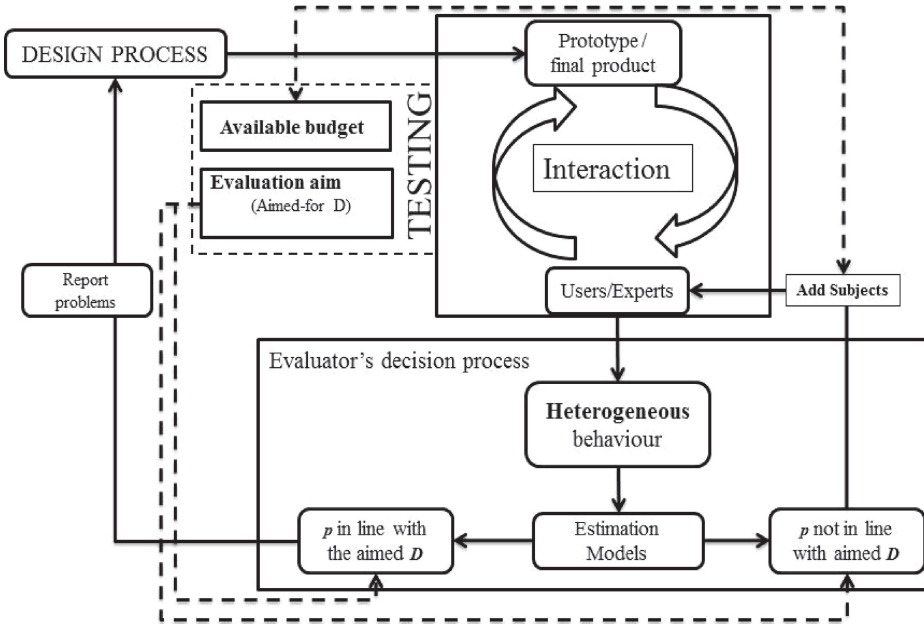 DESIGN PROCESS
Prototype /
final product
Available budget
Evaluation aim
(Aimed-for D)
TESTING
Interaction
Report
problems
Users/Experts
Add Subjects
Evaluator's decision process
Heterogeneous
behaviour
p in line with
the aimed D
Estimation
Models
p not in line
with aimed D